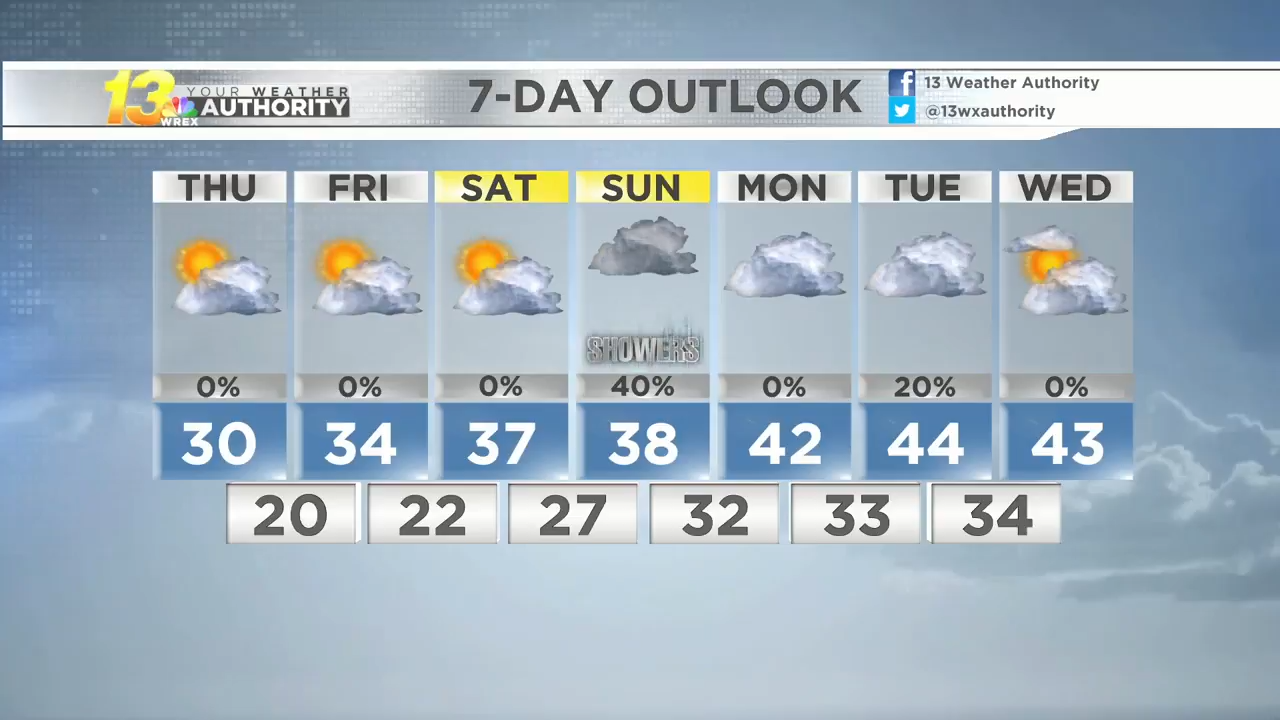 13
WREX
YOUR WEATHER
AUTHORITY
7-DAY OUTLOOK
f 13 Weather Authority
@13wxauthority
THU FRI SAT SUN MON TUE WED
SHOWERS
0% 0% 0% 40% 0% 20% 0%
30 34 37 38 42 44 43
20 22 27 32 33 34